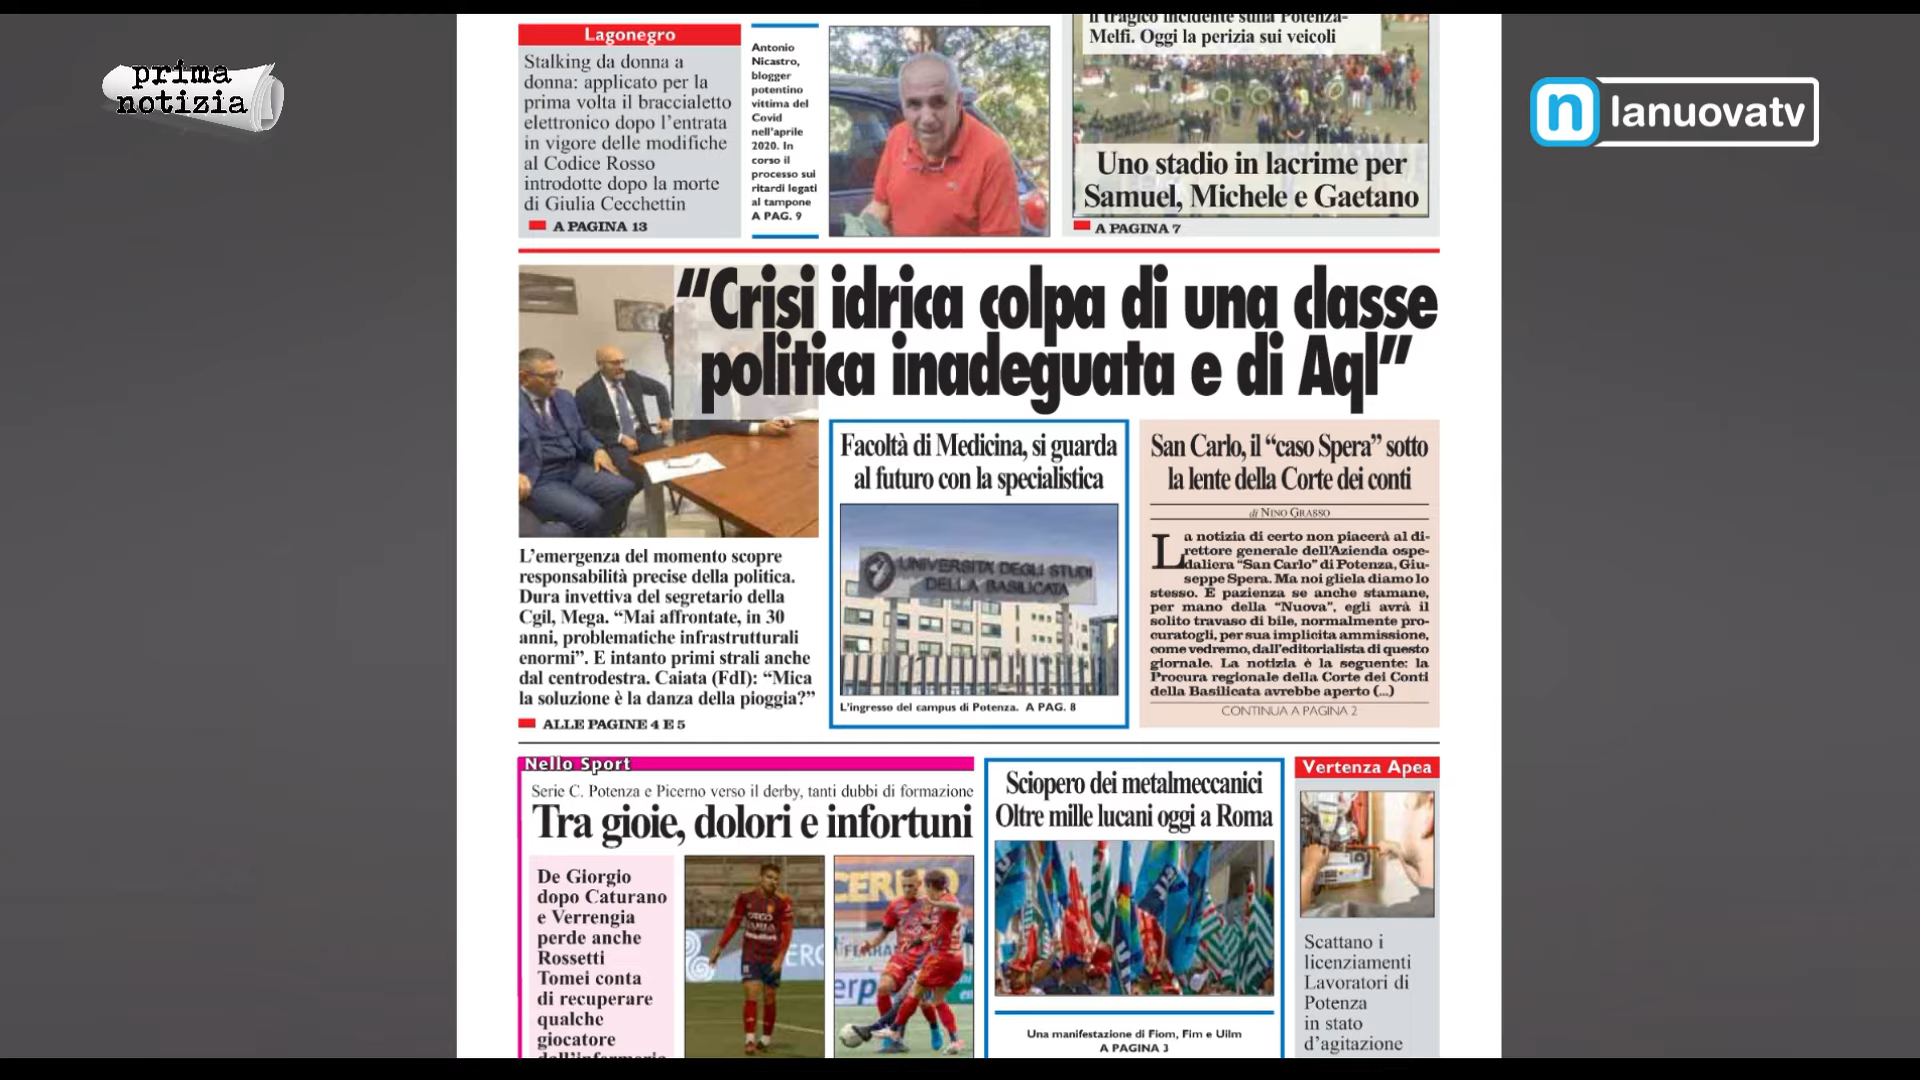 prima
notizia
n lanuovatv
Lagonegro
Stalking da donna a
donna: applicato per la
prima volta il braccialetto
elettronico dopo l'entrata
in vigore delle modifiche
al Codice Rosso
introdotte dopo la morte
di Giulia Cecchettin
A PAGINA 13
Antonio
Nicastro,
blogger
potentino
vittima del
Covid
nell'aprile
2020. In
corso il
processo sui
ritardi legati
al tampone
A PAG. 9
il tragico incidente sulla Potenza-
Melfi. Oggi la perizia sui veicoli
Uno stadio in lacrime per
Samuel, Michele e Gaetano
A PAGINA 7
“Crisi idrica colpa di una classe
politica inadeguata e di Aql”
L'emergenza del momento scopre
responsabilità precise della politica.
Dura invettiva del segretario della
Cgil, Mega. “Mai affrontate, in 30
anni, problematiche infrastrutturali
enormi”. E intanto primi strali anche
dal centrodestra. Caiata (FdI): “Mica
la soluzione è la danza della pioggia?”
ALLE PAGINE 4 E 5
Facoltà di Medicina, si guarda
al futuro con la specialistica
UNIVERSITÀ DEGLI STUDI
DELLA BASILICATA
L'ingresso del campus di Potenza. A PAG. 8
San Carlo, il “caso Spera” sotto
la lente della Corte dei conti
di NINO GRASSO
La notizia di certo non piacerà al di-
rettore generale dell'Azienda ospe-
daliera “San Carlo” di Potenza, Giu-
seppe Spera. Ma noi gliela diamo lo
stesso. E pazienza se anche stamane,
per mano della “Nuova”, egli avrà il
solito travaso di bile, normalmente pro-
curatogli, per sua implicita ammissione,
come vedremo, dall'editorialista di questo
giornale. La notizia è la seguente: la
Procura regionale della Corte dei Conti
della Basilicata avrebbe aperto (...)
CONTINUA A PAGINA 2
Nello Sport
Serie C. Potenza e Picerno verso il derby, tanti dubbi di formazione
Tra gioie, dolori e infortuni
De Giorgio
dopo Caturano
e Verrengia
perde anche
Rossetti
Tomei conta
di recuperare
qualche
giocatore
dall'infermeria
Sciopero dei metalmeccanici
Oltre mille lucani oggi a Roma
Una manifestazione di Fiom, Fim e Uilm
A PAGINA 3
Vertenza Apea
Scattano i
licenziamenti
Lavoratori di
Potenza
in stato
d'agitazione